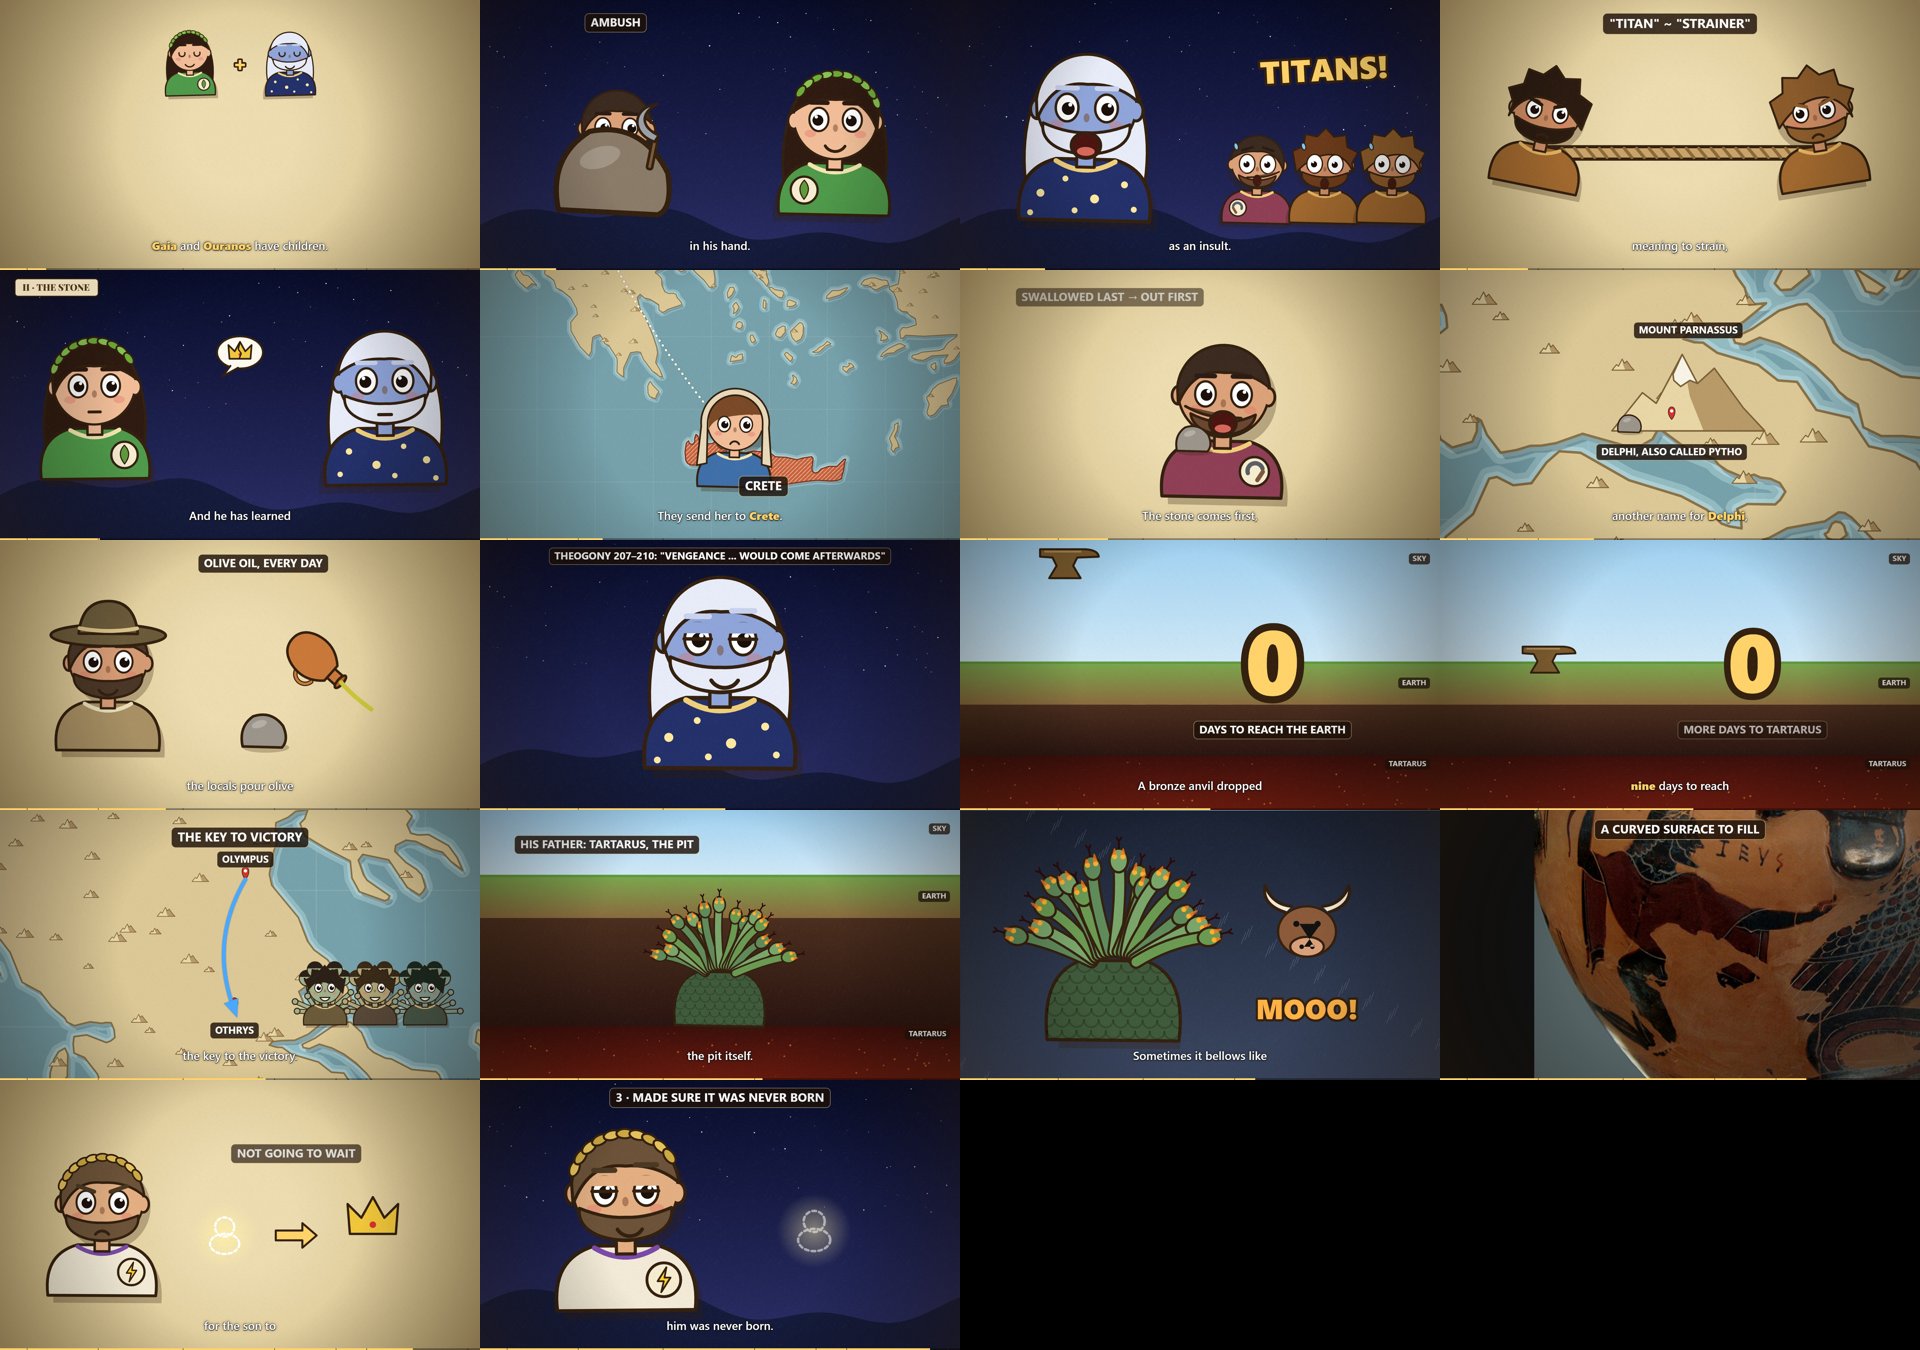 Gaia and Ouranos have children.
AMBUSH
in his hand.
TITANS!
as an insult.
"TITAN" ~ "STRAINER"
meaning to strain,
II · THE STONE
And he has learned
CRETE
They send her to Crete.
SWALLOWED LAST → OUT FIRST
The stone comes first,
MOUNT PARNASSUS
DELPHI, ALSO CALLED PYTHO
another name for Delphi,
OLIVE OIL, EVERY DAY
the locals pour olive
THEOGONY 207–210: "VENGEANCE ... WOULD COME AFTERWARDS"
SKY
0
EARTH
DAYS TO REACH THE EARTH
TARTARUS
A bronze anvil dropped
SKY
0
EARTH
MORE DAYS TO TARTARUS
TARTARUS
nine days to reach
THE KEY TO VICTORY
OLYMPUS
OTHRYS
the key to the victory.
SKY
HIS FATHER: TARTARUS, THE PIT
EARTH
TARTARUS
the pit itself.
MOOO!
Sometimes it bellows like
A CURVED SURFACE TO FILL
NOT GOING TO WAIT
for the son to
3 · MADE SURE IT WAS NEVER BORN
him was never born.